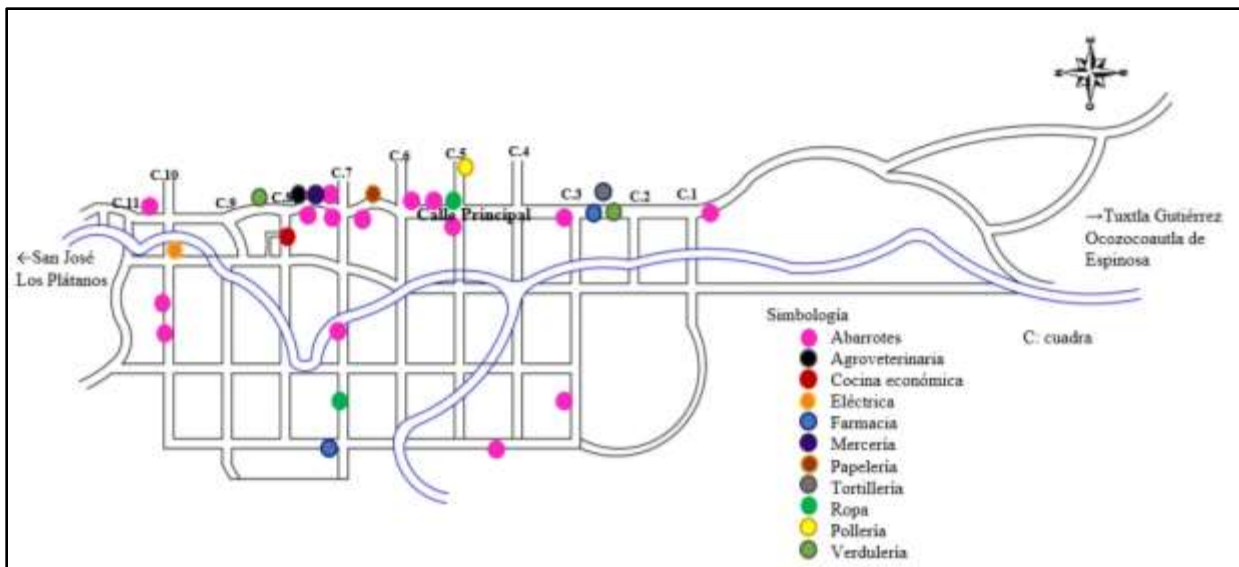 C.6
C.5
C.4
C.10
C.7
C.11
C.9
C.8
C.3
C.2
C.1
Calle Principal
←San José
Los Plátanos
→Tuxtla Gutiérrez
Ocozocoautla de
Espinosa
Simbología
C: cuadra
Abarrotes
Agroveterinaria
Cocina económica
Eléctrica
Farmacia
Mercería
Papelería
Tortillería
Ropa
Pollería
Verdulería